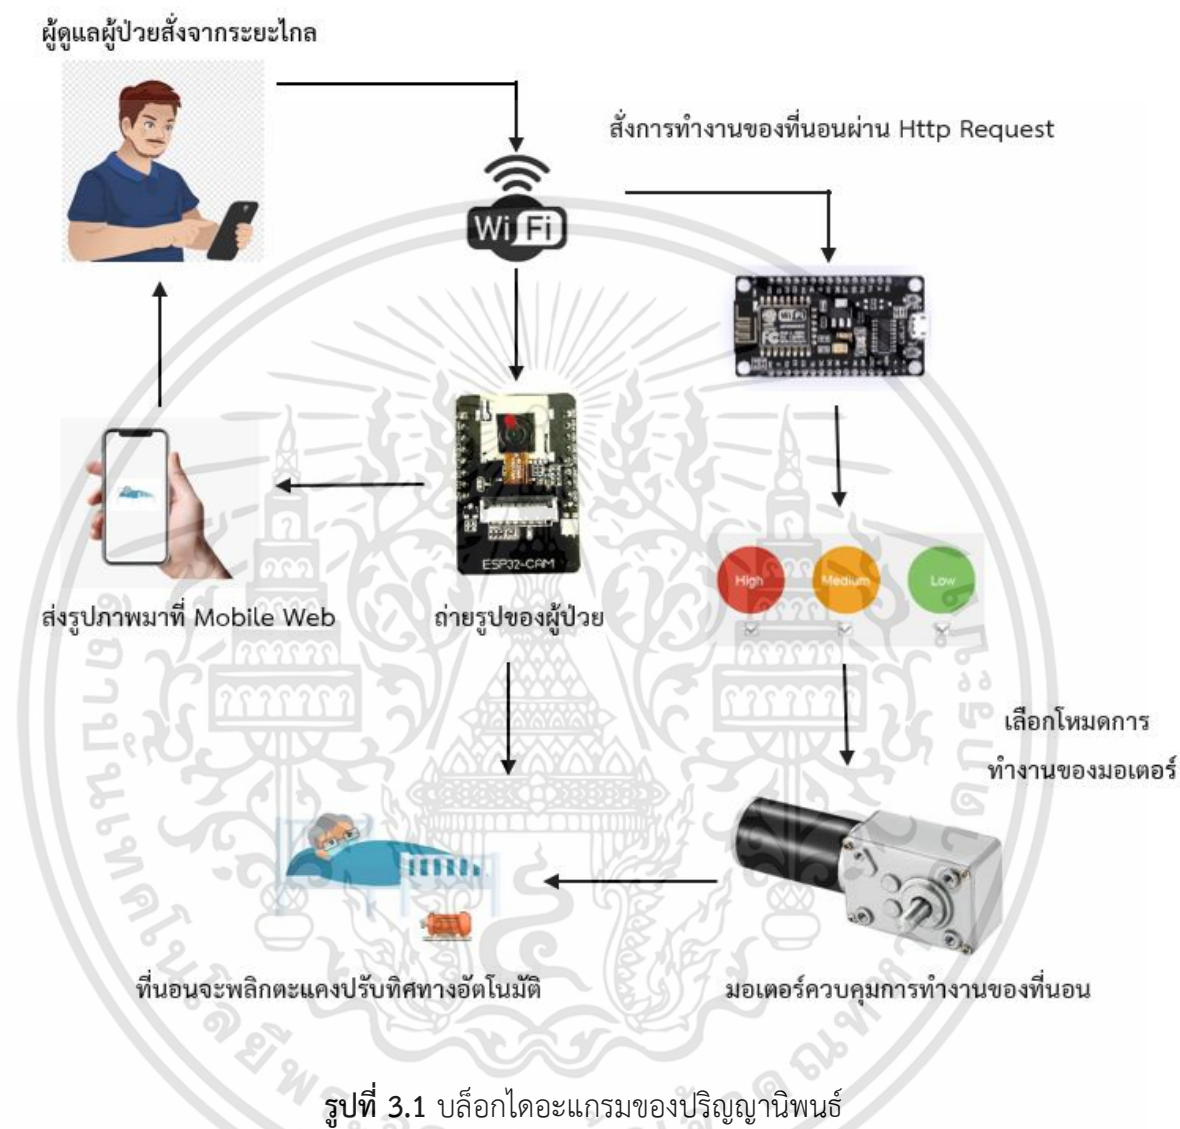 ผู้ดูแลผู้ป่วยสั่งจากระยะไกล
สั่งการทำงานของที่นอนผ่าน Http Request
Wi Fi
WiFi
FC
ESP32-CAM
High
Medium
Low
ส่งรูปภาพมาที่ Mobile Web
ถ่ายรูปของผู้ป่วย
เลือกโหมดการ
ทำงานของมอเตอร์
ที่นอนจะพลิกตะแคงปรับทิศทางอัตโนมัติ
มอเตอร์ควบคุมการทำงานของที่นอน
รูปที่ 3.1 บล็อกไดอะแกรมของปริญญานิพนธ์